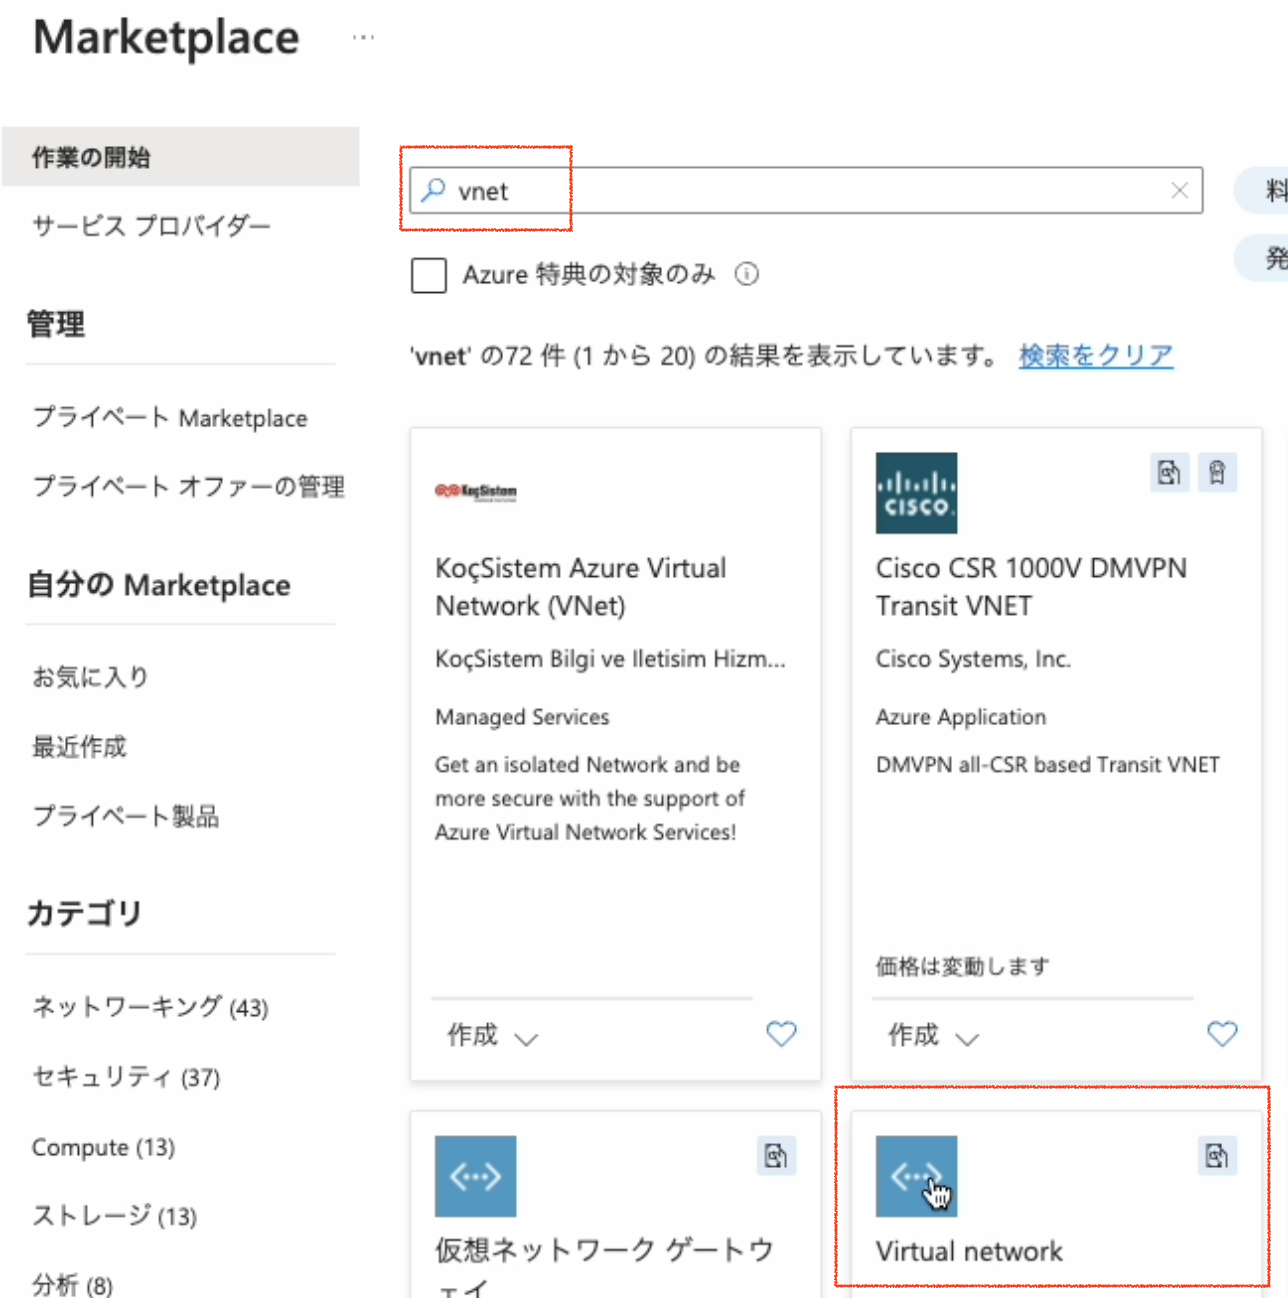 Marketplace ...
作業の開始
サービス プロバイダー
管理
プライベート Marketplace
プライベート オファーの管理
自分の Marketplace
お気に入り
最近作成
プライベート製品
カテゴリ
ネットワーキング (43)
セキュリティ (37)
Compute (13)
ストレージ (13)
分析 (8)
vnet
料
Azure 特典の対象のみ
発
'vnet' の72 件 (1 から 20) の結果を表示しています。 検索をクリア
KoçSistem
KoçSistem Azure Virtual
Network (VNet)
KoçSistem Bilgi ve Iletisim Hizm...
Managed Services
Get an isolated Network and be
more secure with the support of
Azure Virtual Network Services!
作成
CISCO.
Cisco CSR 1000V DMVPN
Transit VNET
Cisco Systems, Inc.
Azure Application
DMVPN all-CSR based Transit VNET
価格は変動します
作成
仮想ネットワーク ゲートウ
ェイ
Virtual network